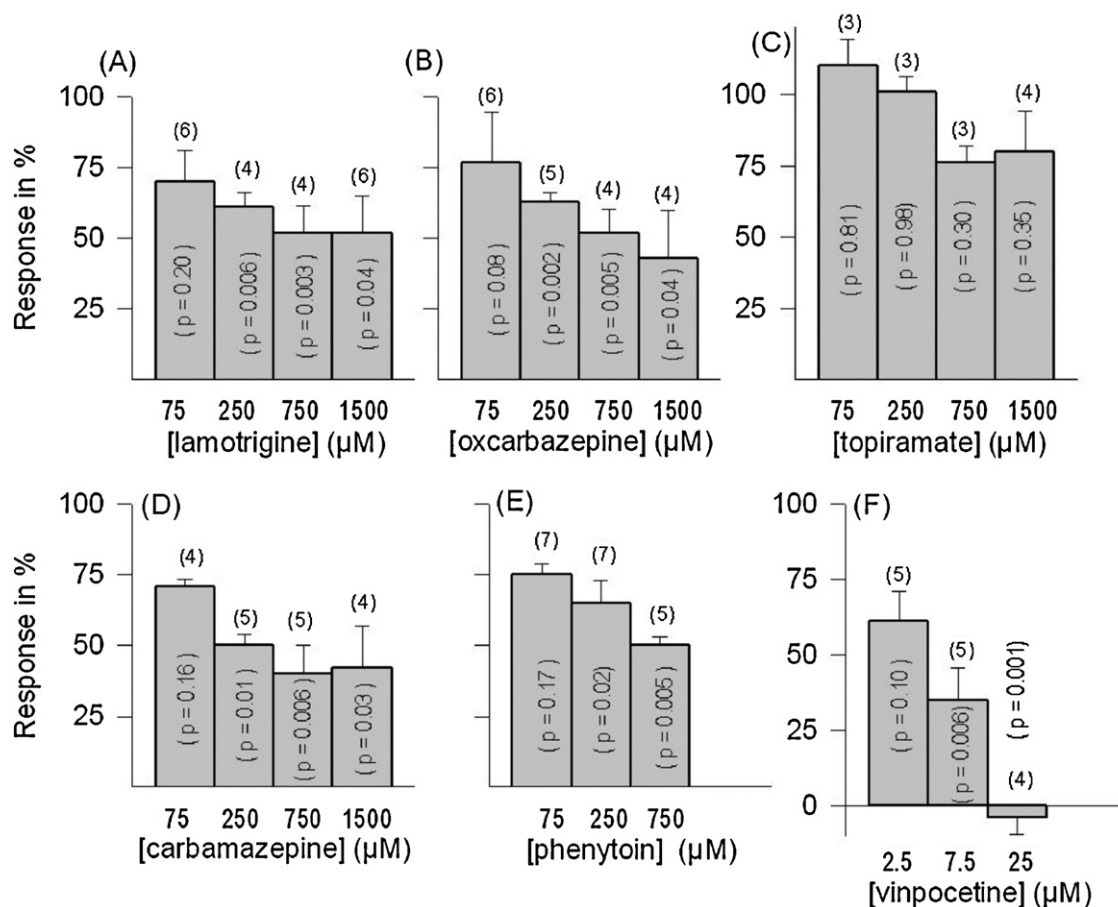 (A)
Response in %
100
75
50
25
(6)
(4)
(4)
(6)
( p = 0.20 )
( p = 0.006 )
( p = 0.003 )
( p = 0.04 )
75 250 750 1500
[lamotrigine] (µM)
(B)
(6)
(5)
(4)
(4)
( p = 0.08 )
( p = 0.002 )
( p = 0.005 )
( p = 0.04 )
75 250 750 1500
[oxcarbazepine] (µM)
(C)
100
75
50
25
(3)
(3)
(3)
(4)
( p = 0.81 )
( p = 0.98 )
( p = 0.30 )
( p = 0.35 )
75 250 750 1500
[topiramate] (µM)
(D)
Response in %
100
75
50
25
(4)
(5)
(5)
(4)
( p = 0.16 )
( p = 0.01 )
( p = 0.006 )
( p = 0.03 )
75 250 750 1500
[carbamazepine] (µM)
(E)
(7)
(7)
(5)
( p = 0.17 )
( p = 0.02)
( p = 0.005 )
75 250 750
[phenytoin] (µM)
(F)
100
75
50
25
0
(5)
(5)
(4)
( p = 0.10 )
( p = 0.006)
( p = 0.001)
2.5 7.5 25
[vinpocetine] (µM)